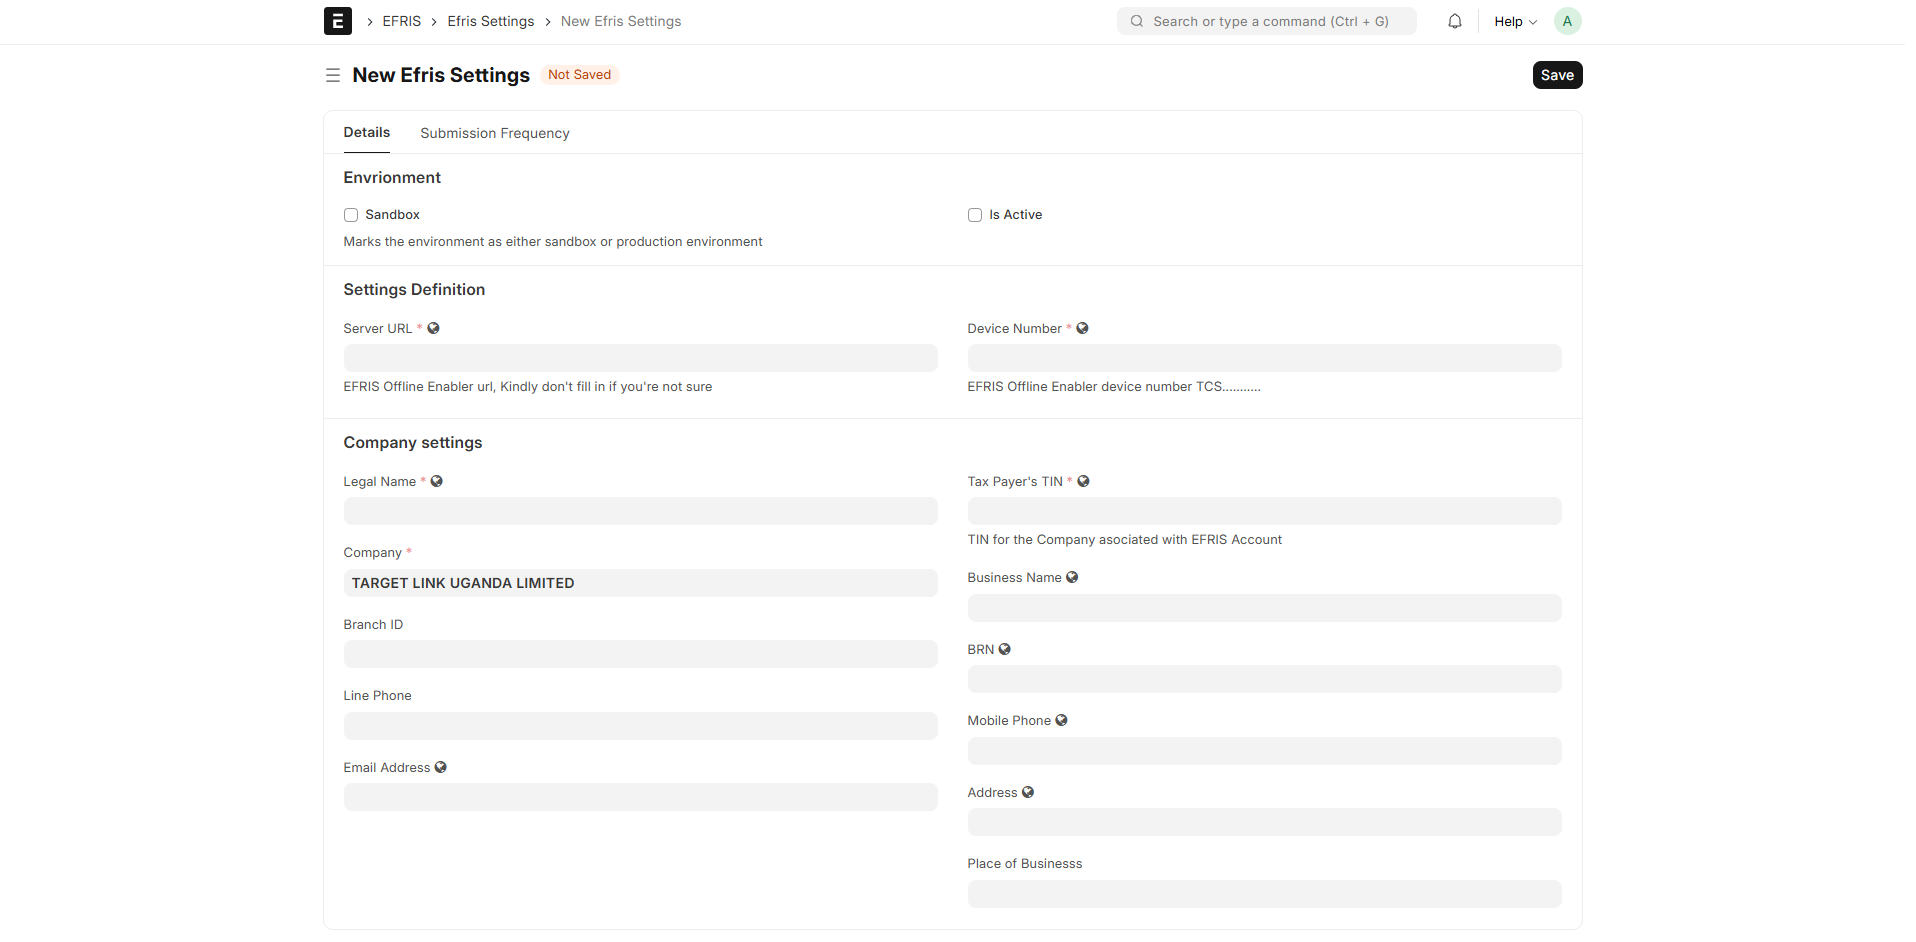 E > EFRIS > Efris Settings > New Efris Settings
Search or type a command (Ctrl + G)
Help
A
New Efris Settings
Not Saved
Save
Details
Submission Frequency
Envrionment
Sandbox
Marks the environment as either sandbox or production environment
Is Active
Settings Definition
Server URL *
EFRIS Offline Enabler url, Kindly don't fill in if you're not sure
Device Number *
EFRIS Offline Enabler device number TCS...........
Company settings
Legal Name *
Company *
TARGET LINK UGANDA LIMITED
Branch ID
Line Phone
Email Address
Tax Payer's TIN *
TIN for the Company asociated with EFRIS Account
Business Name
BRN
Mobile Phone
Address
Place of Businesss